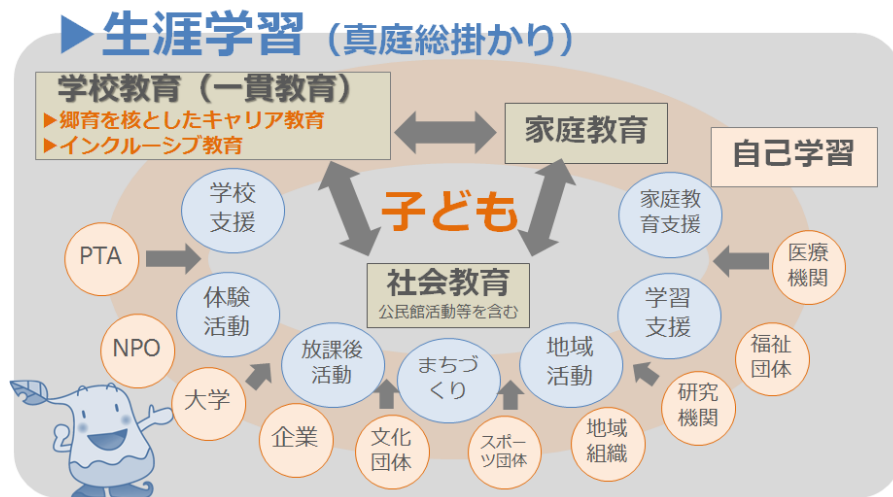 ▶生涯学習（真庭総掛かり）
学校教育（一貫教育）
▶郷育を核としたキャリア教育
▶インクルーシブ教育
家庭教育
自己学習
子ども
社会教育
公民館活動等を含む
学校
支援
体験
活動
放課後
活動
まちづ
くり
地域
活動
学習
支援
家庭教
育支援
PTA
NPO
大学
企業
文化
団体
スポー
ツ団体
地域
組織
研究
機関
福祉
団体
医療
機関